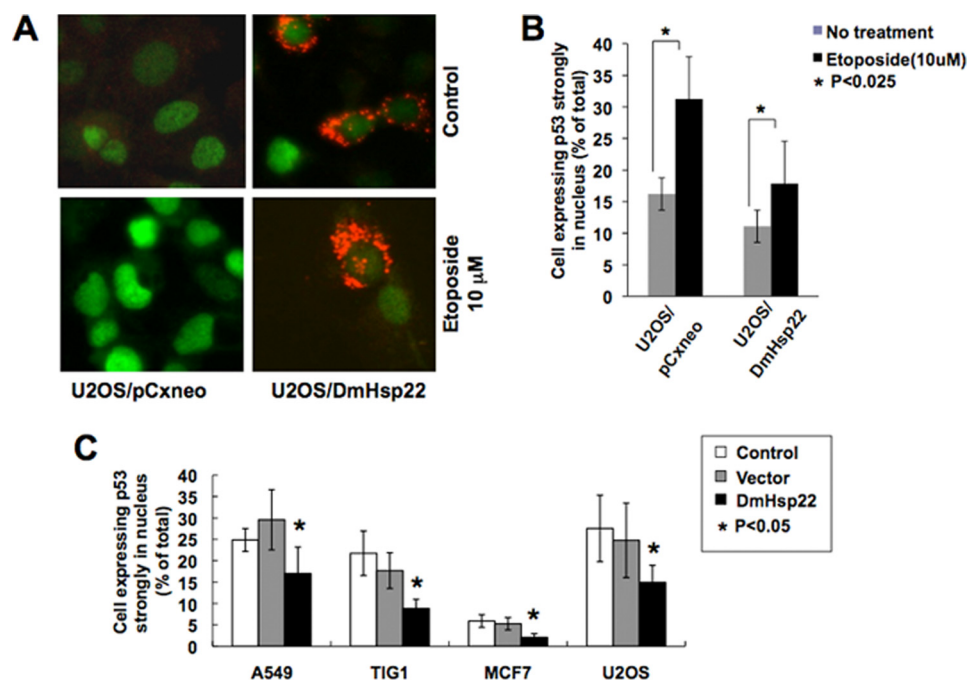 A
Control
Etoposide
10 µM
U2OS/pCxneo
U2OS/DmHsp22
B
No treatment
Etoposide(10uM)
* P<0.025
Cell expressing p53 strongly
in nucleus (% of total)
40
35
30
25
20
15
10
5
0
*
*
U2OS/
pCxneo
U2OS/
DmHsp22
C
Control
Vector
DmHsp22
* P<0.05
Cell expressing p53
strongly in nucleus
(% of total)
40
35
30
25
20
15
10
5
0
*
*
*
*
A549
TIG1
MCF7
U2OS